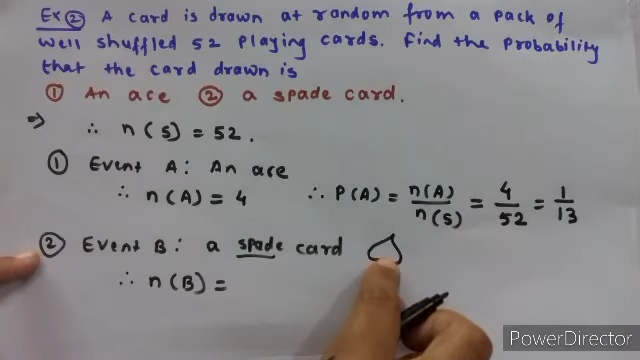 Ex ② A card is drawn at random from a pack of
well shuffled 52 playing cards. Find the probability
that the card drawn is
① An ace ② a spade card.
⇒ ∴ n(S) = 52.
① Event A: An ace
∴ n(A) = 4 ∴ P(A) = n(A)/n(S) = 4/52 = 1/13
② Event B: a spade card
∴ n(B) =
PowerDirector